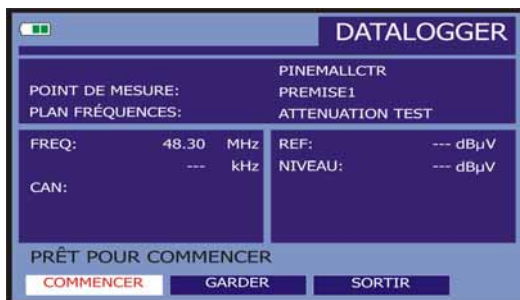 DATALOGGER
PINEMALLCTR
POINT DE MESURE: PREMISE1
PLAN FRÉQUENCES: ATTENUATION TEST
FREQ: 48.30 MHz
--- kHz
CAN:
REF: --- dBµV
NIVEAU: --- dBµV
PRÊT POUR COMMENCER
COMMENCER GARDER SORTIR